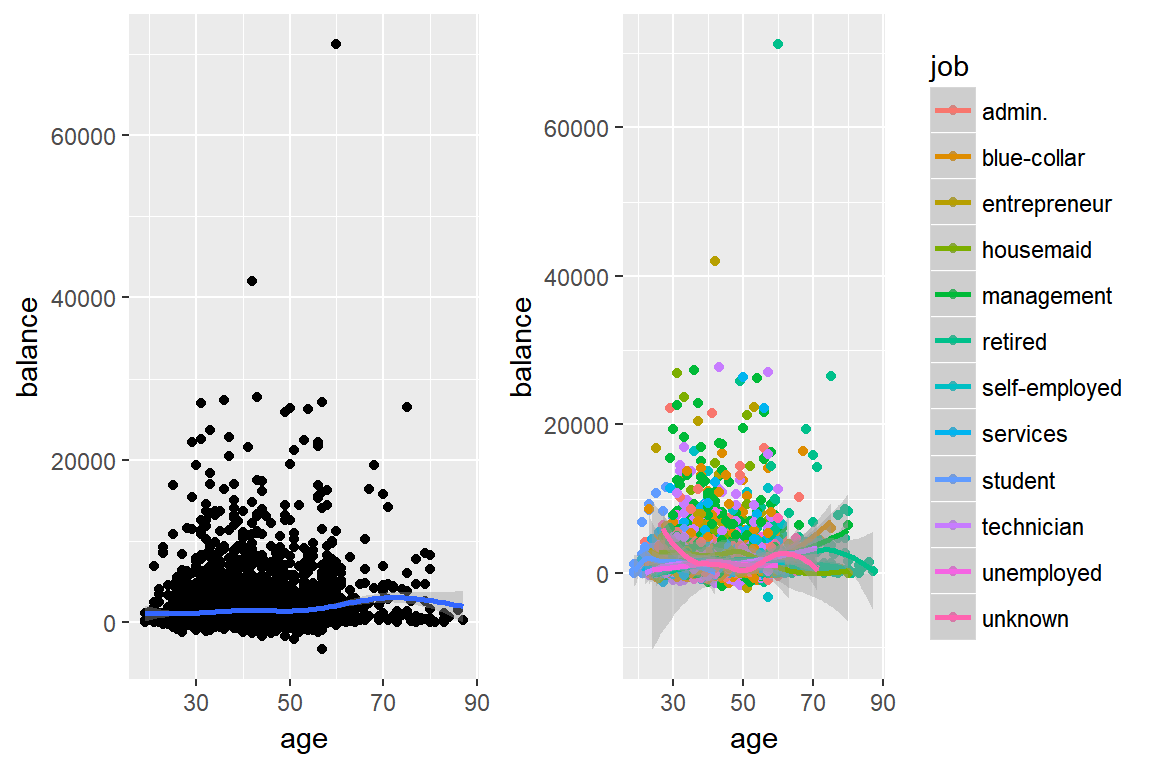 balance
60000
40000
20000
0
30 50 70 90
age
balance
60000
40000
20000
0
30 50 70 90
age
job
admin.
blue-collar
entrepreneur
housemaid
management
retired
self-employed
services
student
technician
unemployed
unknown